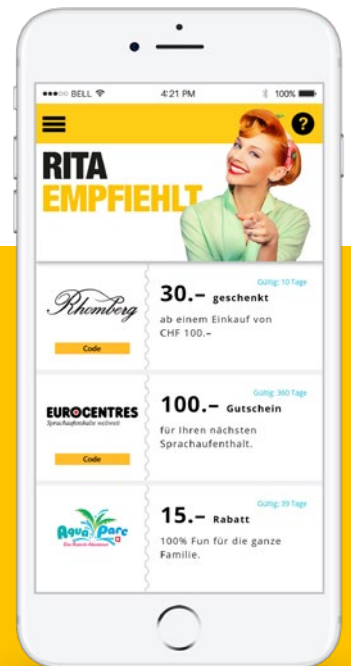 BELL 4:21 PM 100%
?
RITA
EMPFIEHLT
Gültig: 10 Tage
Rhomberg
30.– geschenkt
ab einem Einkauf von
CHF 100.–
Code
Gültig: 360 Tage
EUROCENTRES
Sprachaufenthalte weltweit
100.– Gutschein
für Ihren nächsten
Sprachaufenthalt.
Code
Gültig: 39 Tage
Aqua Parc
15.– Rabatt
100% Fun für die ganze
Familie.